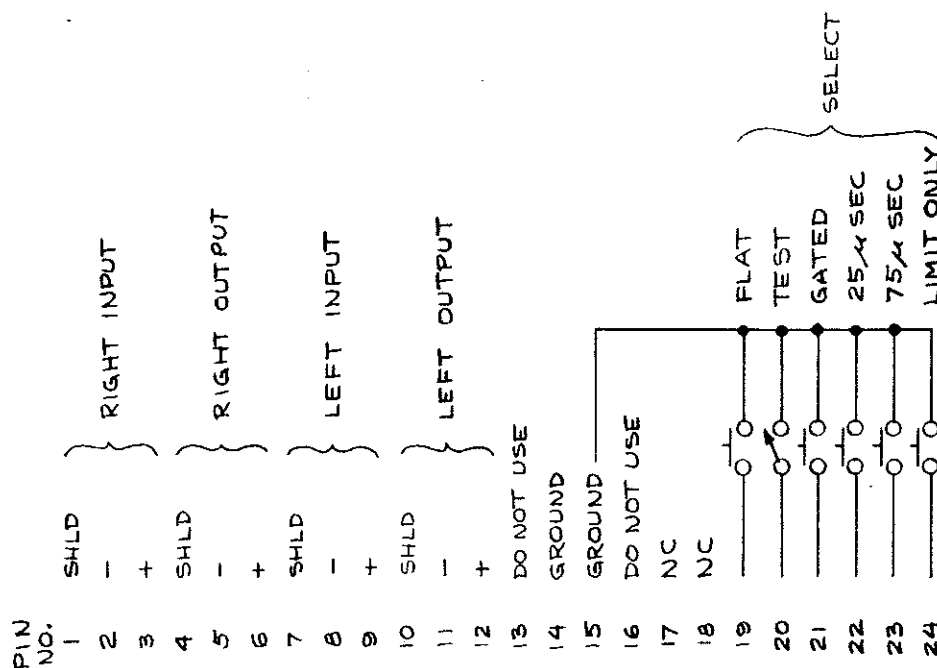 PIN
NO.
1 SHLD
2 − RIGHT INPUT
3 +
4 SHLD
5 − RIGHT OUTPUT
6 +
7 SHLD
8 − LEFT INPUT
9 +
10 SHLD
11 − LEFT OUTPUT
12 +
13 DO NOT USE
14 GROUND
15 GROUND
16 DO NOT USE
17 NC
18 NC
19 FLAT
20 TEST
21 GATED
22 25 μ SEC
23 75 μ SEC
24 LIMIT ONLY
SELECT